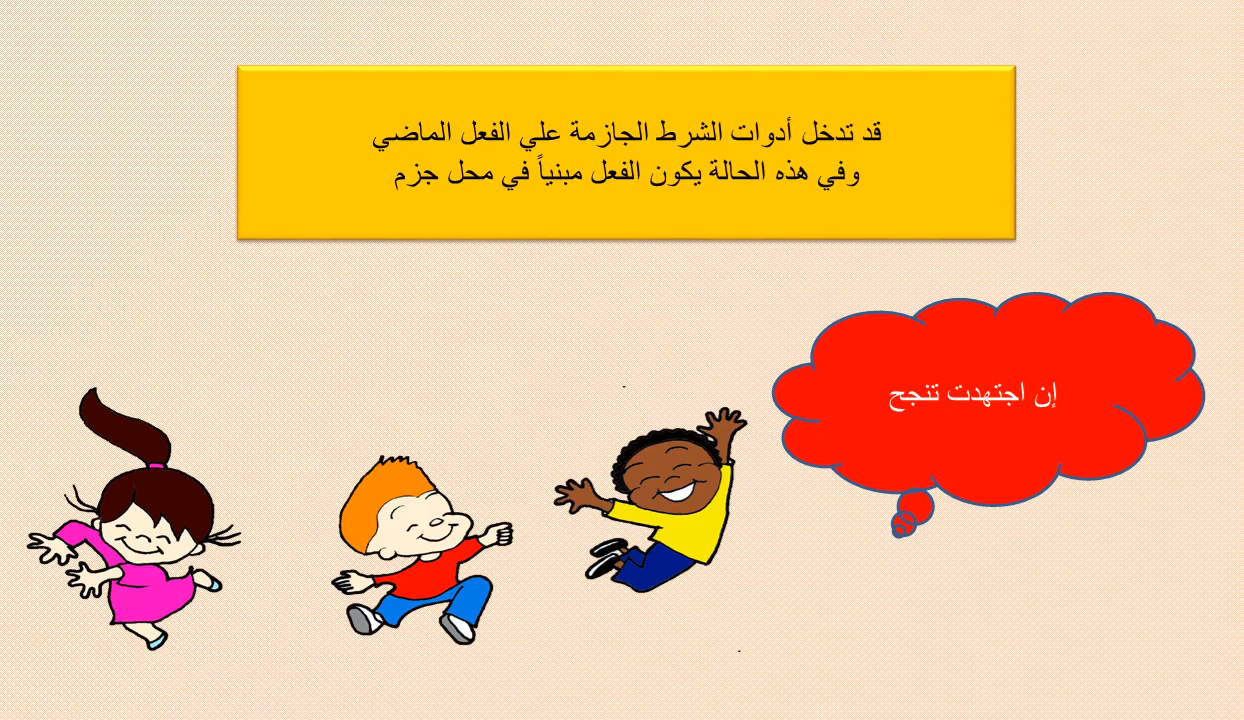 قد تدخل أدوات الشرط الجازمة علي الفعل الماضي
وفي هذه الحالة يكون الفعل مبنياً في محل جزم
إن اجتهدت تنجح